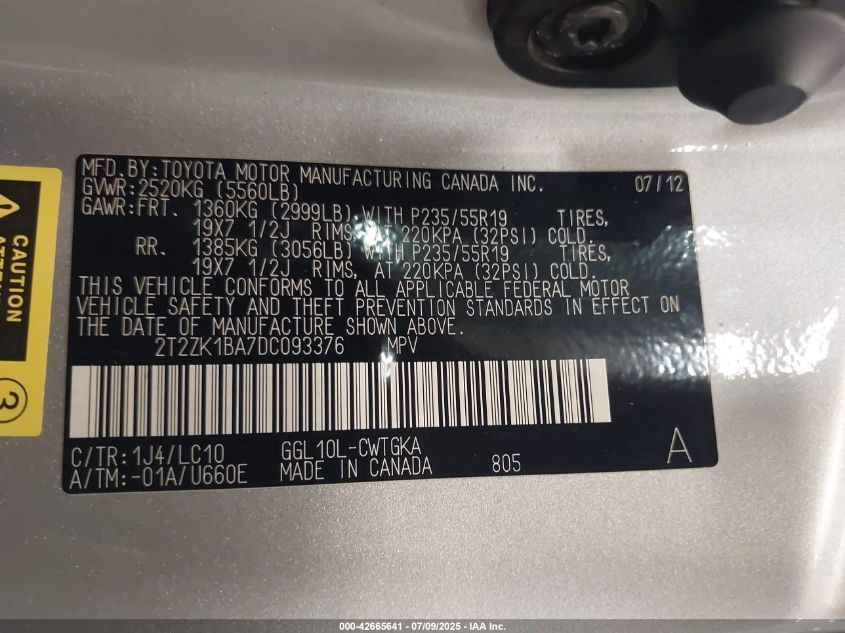 MFD.BY:TOYOTA MOTOR MANUFACTURING CANADA INC. 07/12
GVWR:2520KG (5560LB)
GAWR:FRT. 1360KG (2999LB) WITH P235/55R19 TIRES,
19X7 1/2J RIMS, AT 220KPA (32PSI) COLD.
RR. 1385KG (3056LB) WITH P235/55R19 TIRES,
19X7 1/2J RIMS, AT 220KPA (32PSI) COLD.
THIS VEHICLE CONFORMS TO ALL APPLICABLE FEDERAL MOTOR
VEHICLE SAFETY AND THEFT PREVENTION STANDARDS IN EFFECT ON
THE DATE OF MANUFACTURE SHOWN ABOVE.
2T2ZK1BA7DC093376 MPV
C/TR:1J4/LC10 GGL10L-CWTGKA
A/TM:-01A/U660E MADE IN CANADA 805 A
CAUTION
3
000-42665641 / 07/09/2025 - IAA Inc.